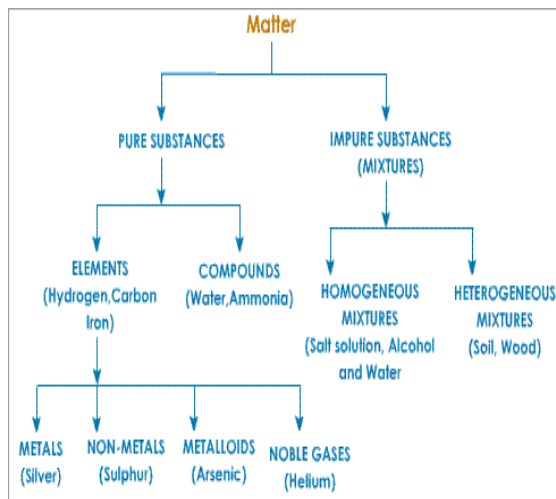 Matter
PURE SUBSTANCES
IMPURE SUBSTANCES
(MIXTURES)
ELEMENTS
(Hydrogen,Carbon
Iron)
COMPOUNDS
(Water,Ammonia)
HOMOGENEOUS
MIXTURES
(Salt solution, Alcohol
and Water
HETEROGENEOUS
MIXTURES
(Soil, Wood)
METALS
(Silver)
NON-METALS
(Sulphur)
METALLOIDS
(Arsenic)
NOBLE GASES
(Helium)